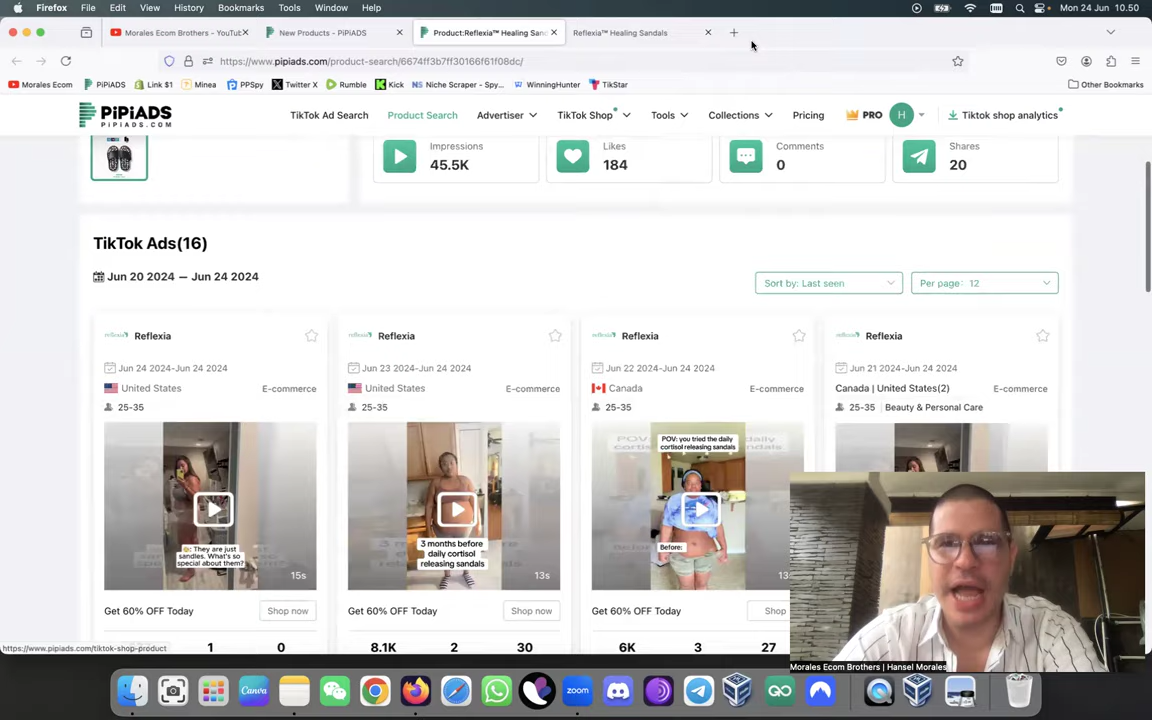 Firefox File Edit View History Bookmarks Tools Window Help Mon 24 Jun 10.50
Morales Ecom Brothers - YouTub
New Products - PiPiADS
Product:Reflexia™ Healing San
Reflexia™ Healing Sandals
https://www.pipiads.com/product-search/6674ff3b7ff30166f61f08dc/
Morales Ecom PiPiADS Link $1 Minea PPSpy Twitter X Rumble Kick Niche Scraper - Spy... WinningHunter TikStar Other Bookmarks
PiPiADS
PIPIADS.COM
TikTok Ad Search Product Search Advertiser TikTok Shop Tools Collections Pricing PRO H Tiktok shop analytics
Impressions
45.5K
Likes
184
Comments
0
Shares
20
TikTok Ads(16)
Jun 20 2024 — Jun 24 2024
Sort by: Last seen
Per page: 12
Reflexia
Jun 24 2024-Jun 24 2024
United States E-commerce
25-35
😒: They are just
sandles. What's so
special about them?
15s
Get 60% OFF Today Shop now
1 0
Reflexia
Jun 23 2024-Jun 24 2024
United States E-commerce
25-35
3 months before
daily cortisol
releasing sandals
13s
Get 60% OFF Today Shop now
8.1K 2 30
Reflexia
Jun 22 2024-Jun 24 2024
Canada E-commerce
25-35
POV: you tried the daily
cortisol releasing sandals
Before:
13
Get 60% OFF Today Shop
6K 3 27
Reflexia
Jun 21 2024-Jun 24 2024
Canada | United States(2) E-commerce
25-35 | Beauty & Personal Care
https://www.pipiads.com/tiktok-shop-product
Morales Ecom Brothers | Hansel Morales
Canva
zoom
GO